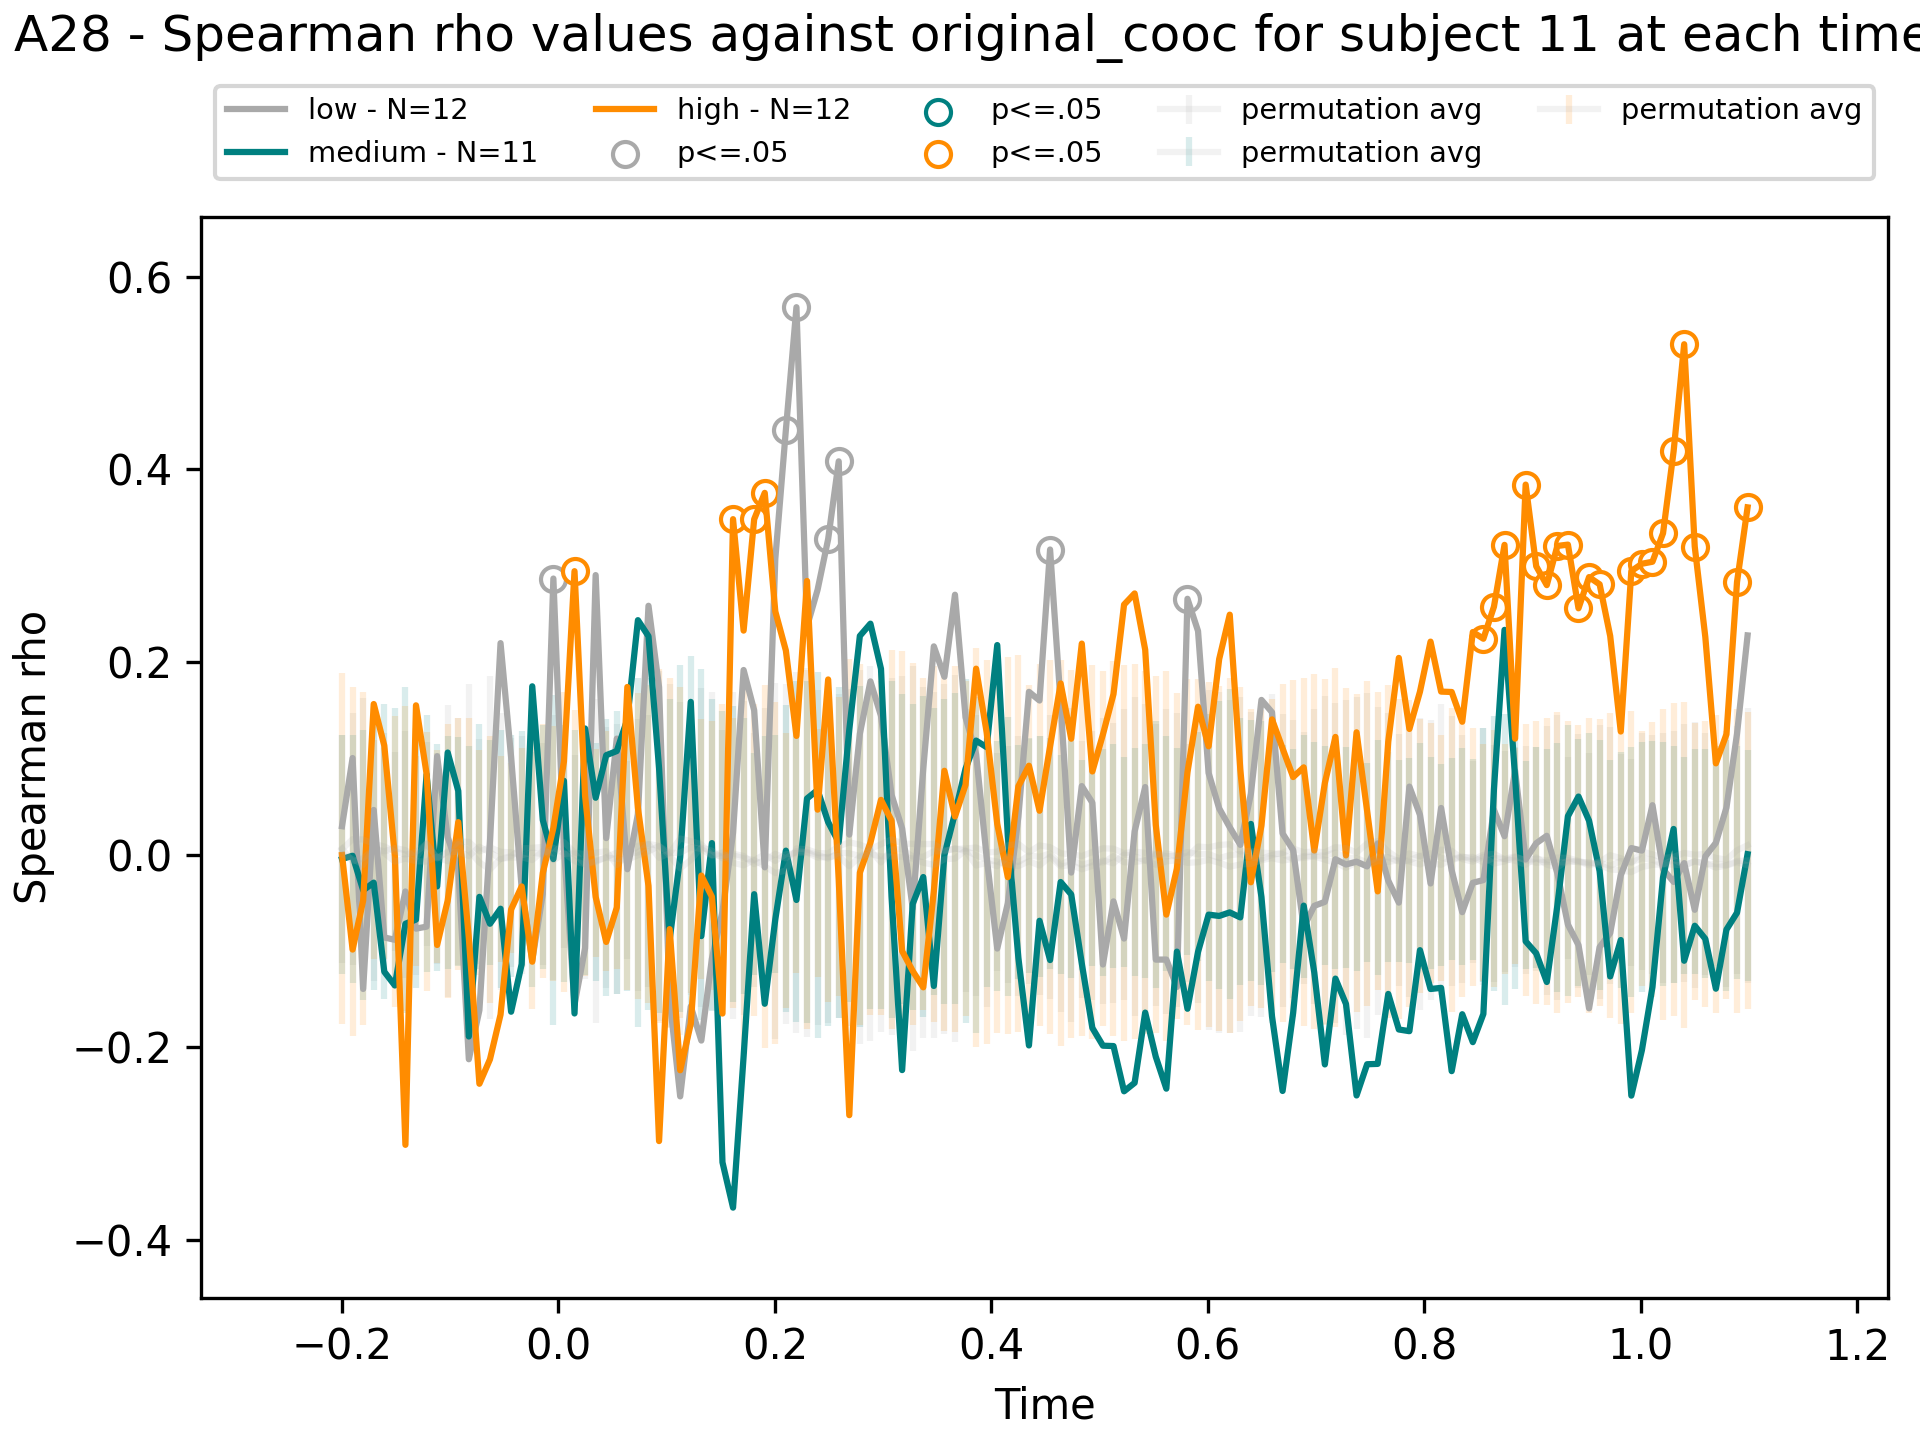 A28 - Spearman rho values against original_cooc for subject 11 at each time
low - N=12
medium - N=11
high - N=12
p<=.05
p<=.05
p<=.05
permutation avg
permutation avg
permutation avg
Spearman rho
0.6
0.4
0.2
0.0
−0.2
−0.4
−0.2
0.0
0.2
0.4
0.6
0.8
1.0
1.2
Time